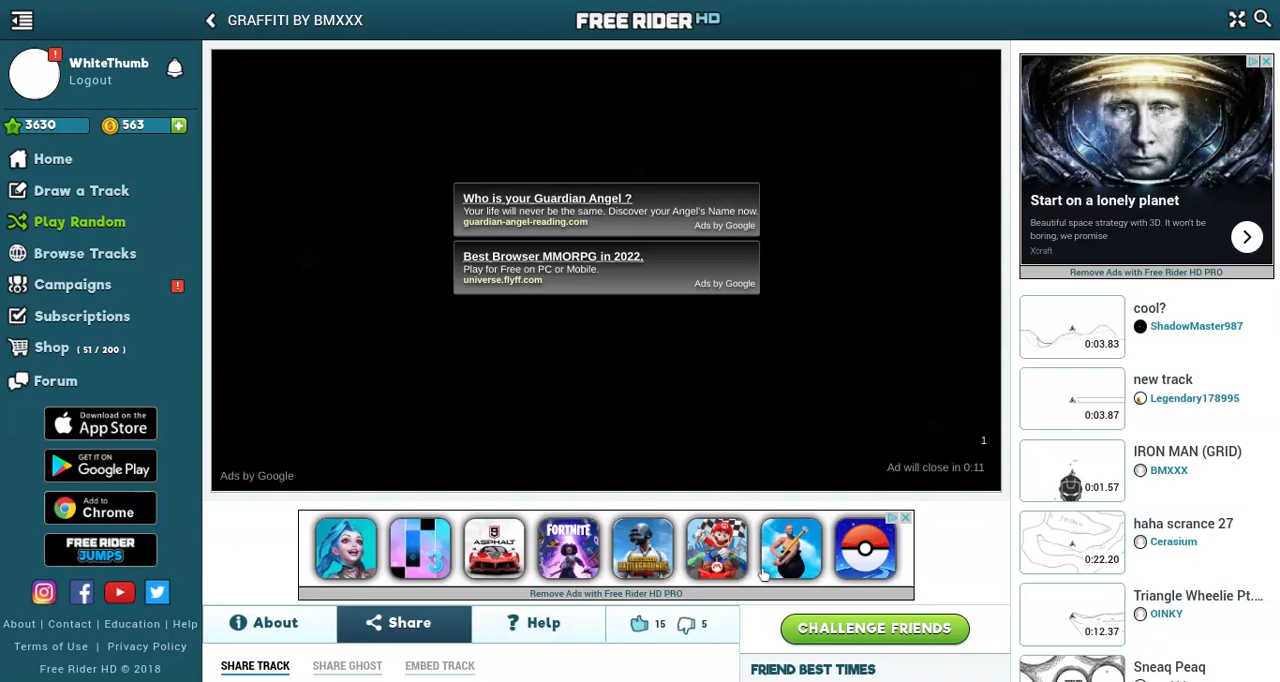 GRAFFITI BY BMXXX
FREE RIDER HD
WhiteThumb
Logout
3630
563
Home
Draw a Track
Play Random
Browse Tracks
Campaigns
Subscriptions
Shop ( 51 / 200 )
Forum
Download on the
App Store
GET IT ON
Google Play
Add to
Chrome
FREE RIDER
JUMPS
About | Contact | Education | Help
Terms of Use | Privacy Policy
Free Rider HD © 2018
Who is your Guardian Angel ?
Your life will never be the same. Discover your Angel's Name now.
guardian-angel-reading.com
Ads by Google
Best Browser MMORPG in 2022.
Play for Free on PC or Mobile.
universe.flyff.com
Ads by Google
1
Ad will close in 0:11
Ads by Google
3
9
ASPHALT
FORTNITE
BATTLEGROUNDS
Remove Ads with Free Rider HD PRO
About
Share
Help
15
5
CHALLENGE FRIENDS
SHARE TRACK
SHARE GHOST
EMBED TRACK
FRIEND BEST TIMES
Start on a lonely planet
Beautiful space strategy with 3D. It won't be
boring, we promise
Xcraft
Remove Ads with Free Rider HD PRO
0:03.83
cool?
ShadowMaster987
0:03.87
new track
Legendary178995
0:01.57
IRON MAN (GRID)
BMXXX
0:22.20
haha scrance 27
Cerasium
0:12.37
Triangle Wheelie Pt....
OINKY
Sneaq Peaq